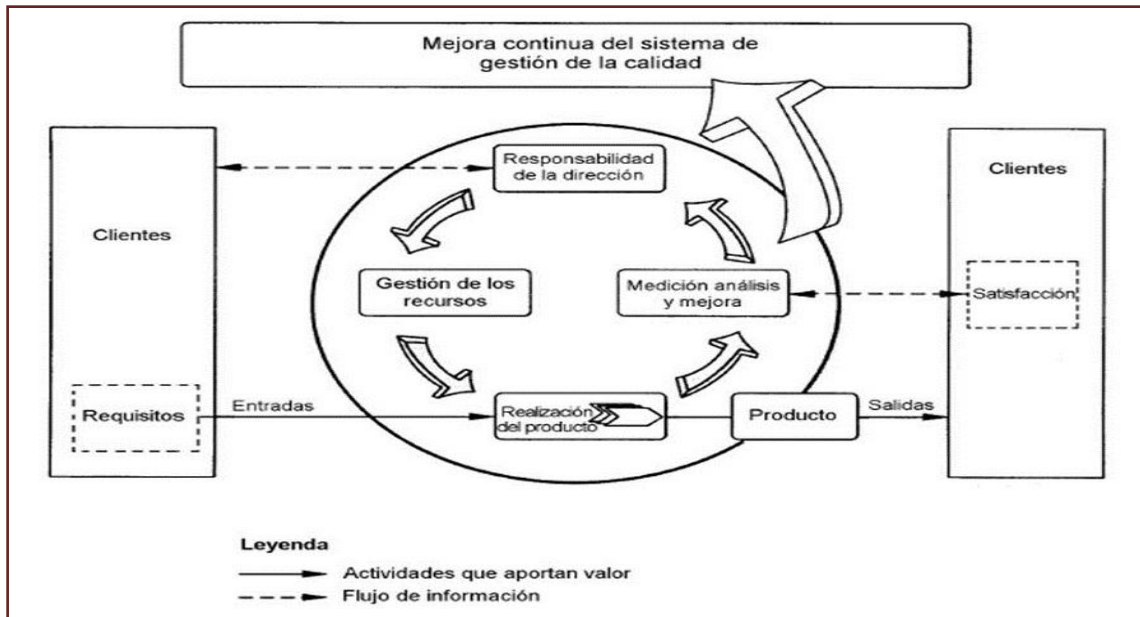 Mejora continua del sistema de
gestión de la calidad
Responsabilidad
de la dirección
Clientes
Clientes
Gestión de los
recursos
Medición análisis
y mejora
Satisfacción
Requisitos
Entradas
Realización
del producto
Producto
Salidas
Leyenda
Actividades que aportan valor
Flujo de información